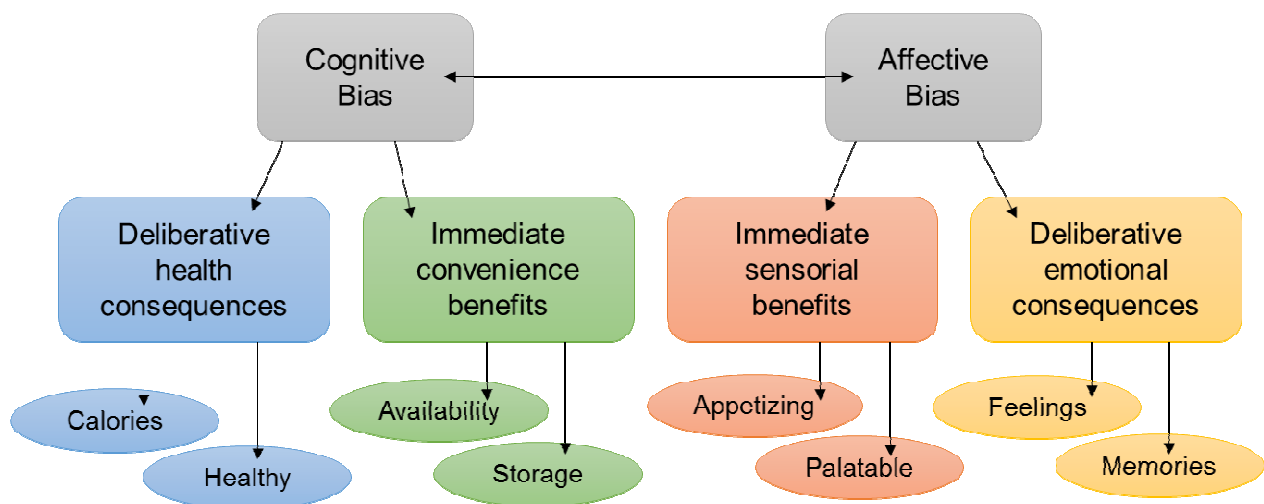 Cognitive
Bias
Affective
Bias
Deliberative
health
consequences
Immediate
convenience
benefits
Immediate
sensorial
benefits
Deliberative
emotional
consequences
Calories
Healthy
Availability
Storage
Appotizing
Palatable
Feelings
Memories